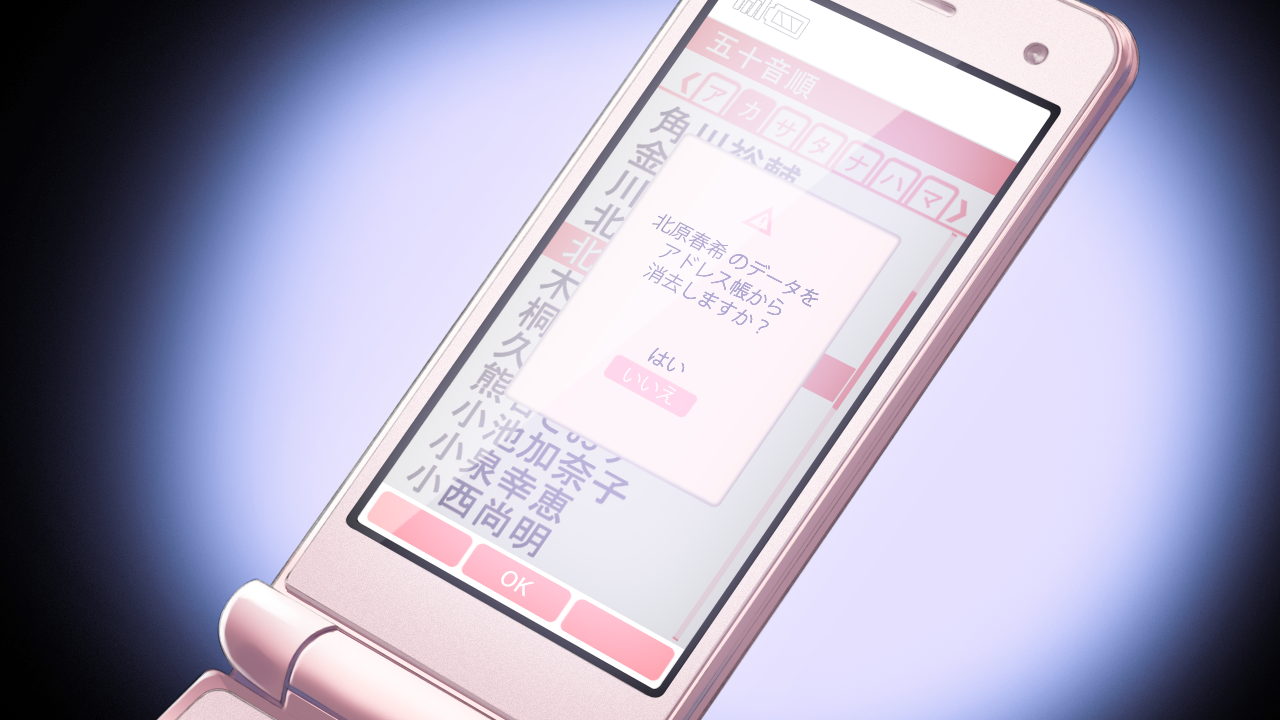 五十音順
ア カ サ タ ナ ハ マ
角川裕輔
金
川
北
北
木
桐
久
熊
小池加奈子
小泉幸恵
小西尚明
北原春希のデータを
アドレス帳から
消去しますか？
はい
いいえ
OK